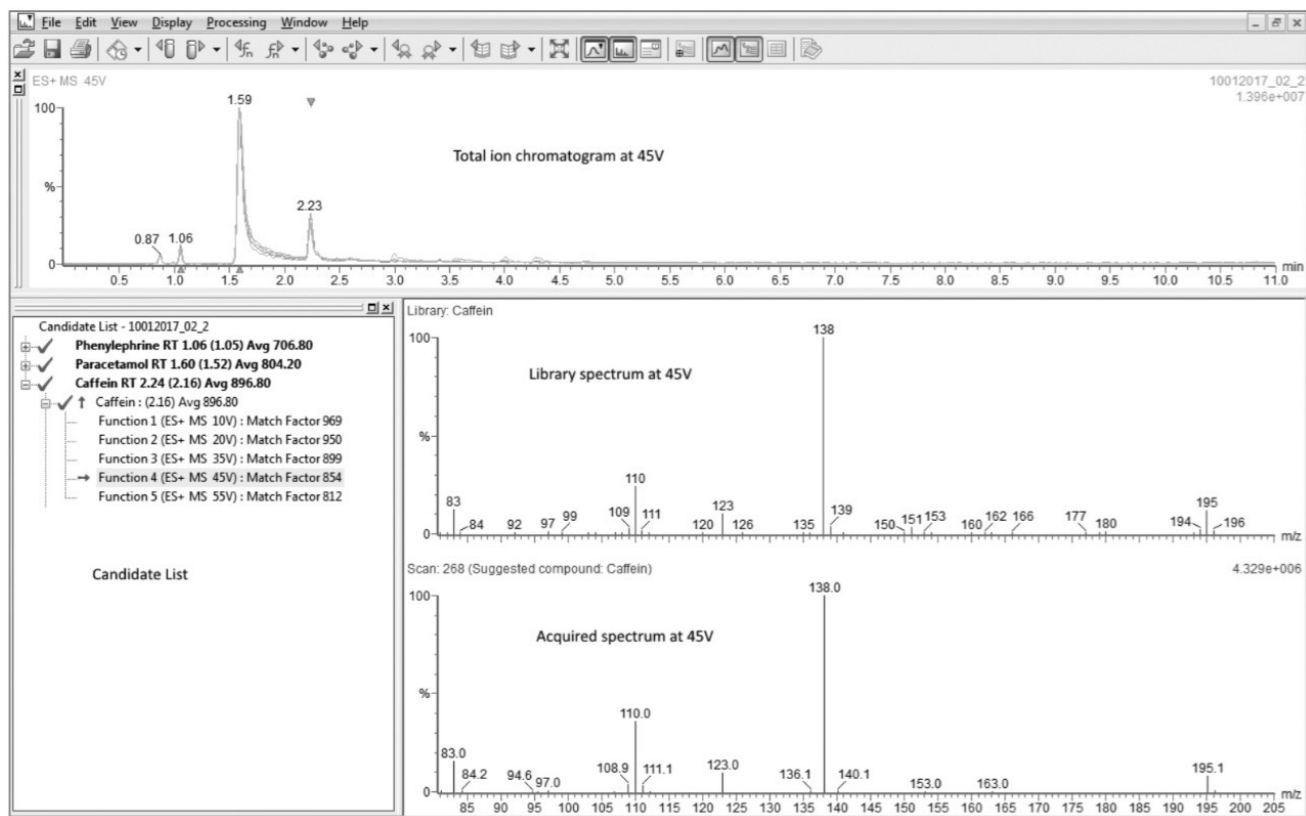 File Edit View Display Processing Window Help
ES+ MS 45V
10012017_02_2
1.396e+007
100
%
0
0.87
1.06
1.59
2.23
Total ion chromatogram at 45V
0.5 1.0 1.5 2.0 2.5 3.0 3.5 4.0 4.5 5.0 5.5 6.0 6.5 7.0 7.5 8.0 8.5 9.0 9.5 10.0 10.5 11.0 min
Candidate List - 10012017_02_2
Phenylephrine RT 1.06 (1.05) Avg 706.80
Paracetamol RT 1.60 (1.52) Avg 804.20
Caffein RT 2.24 (2.16) Avg 896.80
Caffein : (2.16) Avg 896.80
Function 1 (ES+ MS 10V) : Match Factor 969
Function 2 (ES+ MS 20V) : Match Factor 950
Function 3 (ES+ MS 35V) : Match Factor 899
Function 4 (ES+ MS 45V) : Match Factor 854
Function 5 (ES+ MS 55V) : Match Factor 812
Candidate List
Library: Caffein
100
%
0
Library spectrum at 45V
83 84 92 97 99 109 110 111 120 123 126 135 138 139 150 151 153 160 162 166 177 180 194 195 196
m/z
Scan: 268 (Suggested compound: Caffein)
4.329e+006
100
%
0
Acquired spectrum at 45V
83.0 84.2 94.6 97.0 108.9 110.0 111.1 123.0 136.1 138.0 140.1 153.0 163.0 195.1
85 90 95 100 105 110 115 120 125 130 135 140 145 150 155 160 165 170 175 180 185 190 195 200 205
m/z